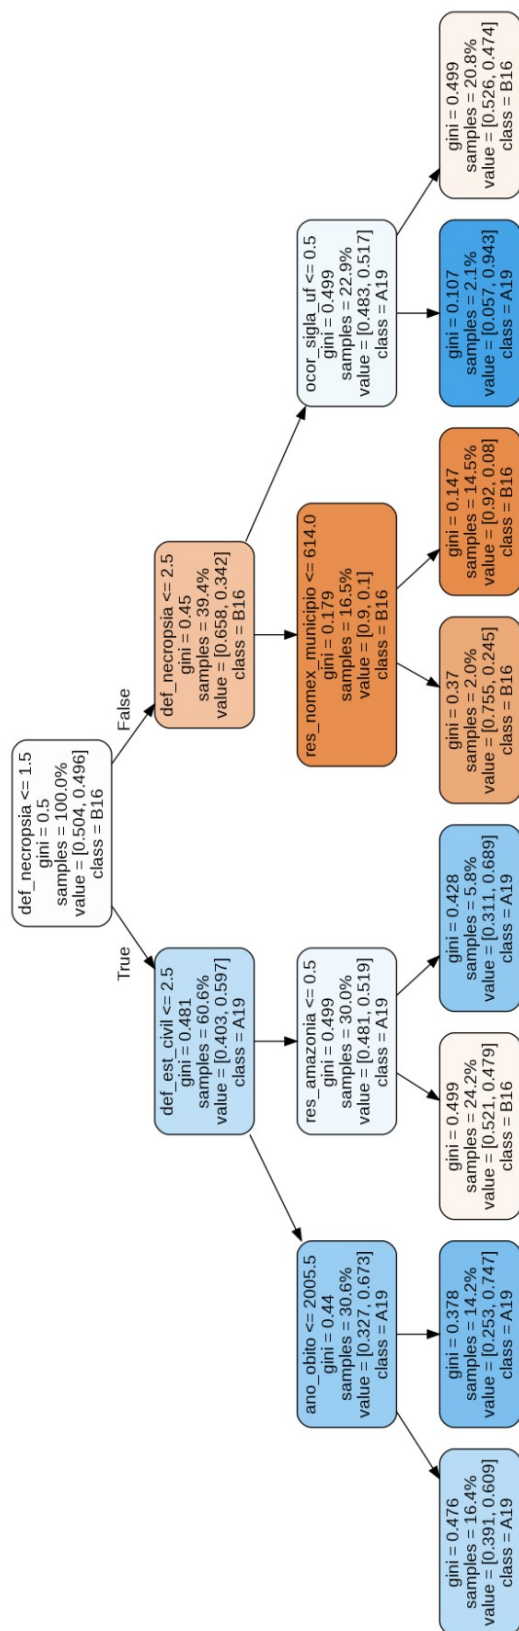 def_necropsia <= 1.5
gini = 0.5
samples = 100.0%
value = [0.504, 0.496]
class = B16
True
False
def_est_civil <= 2.5
gini = 0.481
samples = 60.6%
value = [0.403, 0.597]
class = A19
def_necropsia <= 2.5
gini = 0.45
samples = 39.4%
value = [0.658, 0.342]
class = B16
ano_obito <= 2005.5
gini = 0.44
samples = 30.6%
value = [0.327, 0.673]
class = A19
res_amazonia <= 0.5
gini = 0.499
samples = 30.0%
value = [0.481, 0.519]
class = A19
res_nomex_municipio <= 614.0
gini = 0.179
samples = 16.5%
value = [0.9, 0.1]
class = B16
ocor_sigla_uf <= 0.5
gini = 0.499
samples = 22.9%
value = [0.483, 0.517]
class = A19
gini = 0.476
samples = 16.4%
value = [0.391, 0.609]
class = A19
gini = 0.378
samples = 14.2%
value = [0.253, 0.747]
class = A19
gini = 0.499
samples = 24.2%
value = [0.521, 0.479]
class = B16
gini = 0.428
samples = 5.8%
value = [0.311, 0.689]
class = A19
gini = 0.37
samples = 2.0%
value = [0.755, 0.245]
class = B16
gini = 0.147
samples = 14.5%
value = [0.92, 0.08]
class = B16
gini = 0.107
samples = 2.1%
value = [0.057, 0.943]
class = A19
gini = 0.499
samples = 20.8%
value = [0.526, 0.474]
class = B16